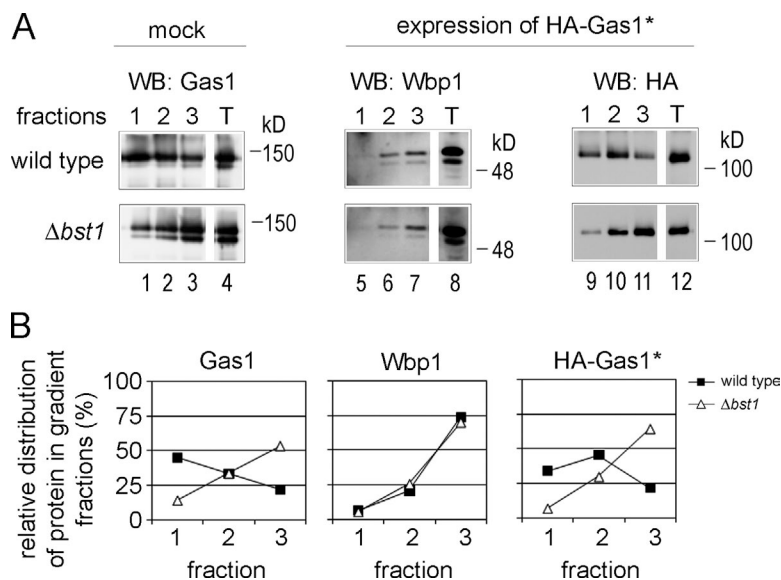 A
mock
expression of HA-Gas1*
WB: Gas1
WB: Wbp1
WB: HA
fractions 1 2 3 T kD
1 2 3 T kD
1 2 3 T kD
wild type
150
48
100
Δbst1
150
48
100
1 2 3 4
5 6 7 8
9 10 11 12
B
Gas1
Wbp1
HA-Gas1*
relative distribution
of protein in gradient
fractions (%)
100
75
50
25
0
wild type
Δbst1
1 2 3
1 2 3
1 2 3
fraction
fraction
fraction